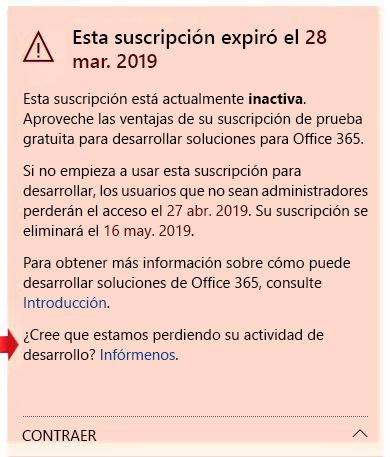 Esta suscripción expiró el 28
mar. 2019
Esta suscripción está actualmente inactiva.
Aproveche las ventajas de su suscripción de prueba
gratuita para desarrollar soluciones para Office 365.
Si no empieza a usar esta suscripción para
desarrollar, los usuarios que no sean administradores
perderán el acceso el 27 abr. 2019. Su suscripción se
eliminará el 16 may. 2019.
Para obtener más información sobre cómo puede
desarrollar soluciones de Office 365, consulte
Introducción.
¿Cree que estamos perdiendo su actividad de
desarrollo? Infórmenos.
CONTRAER